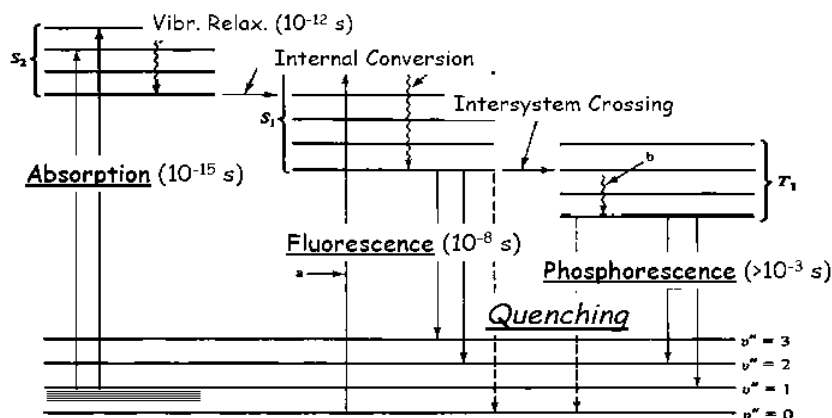 Vibr. Relax. (10⁻¹² s)
S₂
Internal Conversion
S₁
Intersystem Crossing
b
T₁
Absorption (10⁻¹⁵ s)
Fluorescence (10⁻⁸ s)
a
Phosphorescence (>10⁻³ s)
Quenching
v" = 3
v" = 2
v" = 1
v" = 0